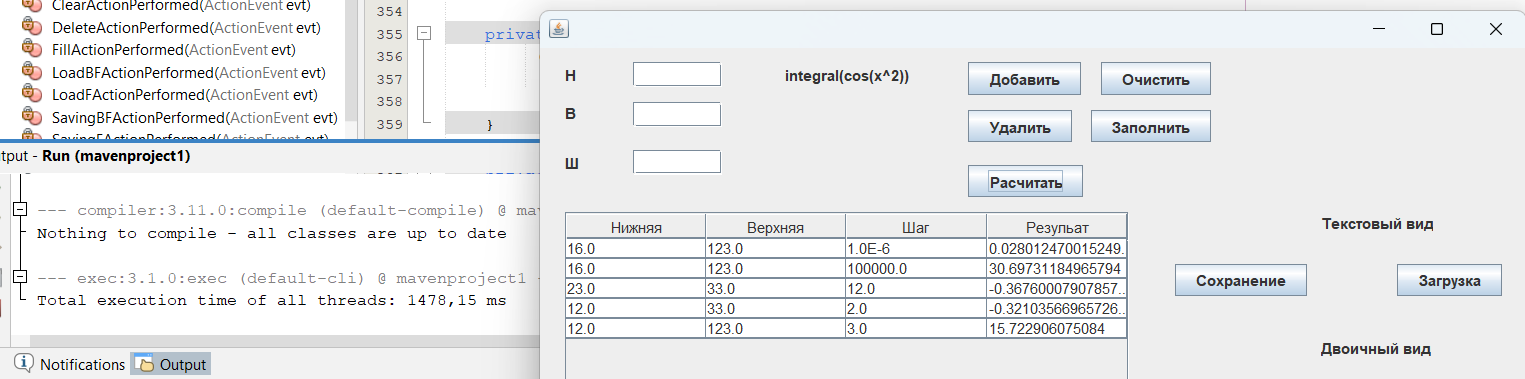 ClearActionPerformed(ActionEvent evt)
DeleteActionPerformed(ActionEvent evt)
FillActionPerformed(ActionEvent evt)
LoadBFActionPerformed(ActionEvent evt)
LoadFActionPerformed(ActionEvent evt)
SavingBFActionPerformed(ActionEvent evt)
SavingFActionPerformed(ActionEvent evt)
354
355 privat
356
357
358
359 }
tput - Run (mavenproject1)
--- compiler:3.11.0:compile (default-compile) @ mav
Nothing to compile - all classes are up to date
--- exec:3.1.0:exec (default-cli) @ mavenproject1 -
Total execution time of all threads: 1478,15 ms
Notifications Output
Н integral(cos(x^2)) Добавить Очистить
В Удалить Заполнить
Ш Расчитать
Нижняя Верхняя Шаг Резульат
16.0 123.0 1.0E-6 0.028012470015249..
16.0 123.0 100000.0 30.69731184965794
23.0 33.0 12.0 -0.36760007907857..
12.0 33.0 2.0 -0.32103566965726..
12.0 123.0 3.0 15.722906075084
Текстовый вид
Сохранение Загрузка
Двоичный вид